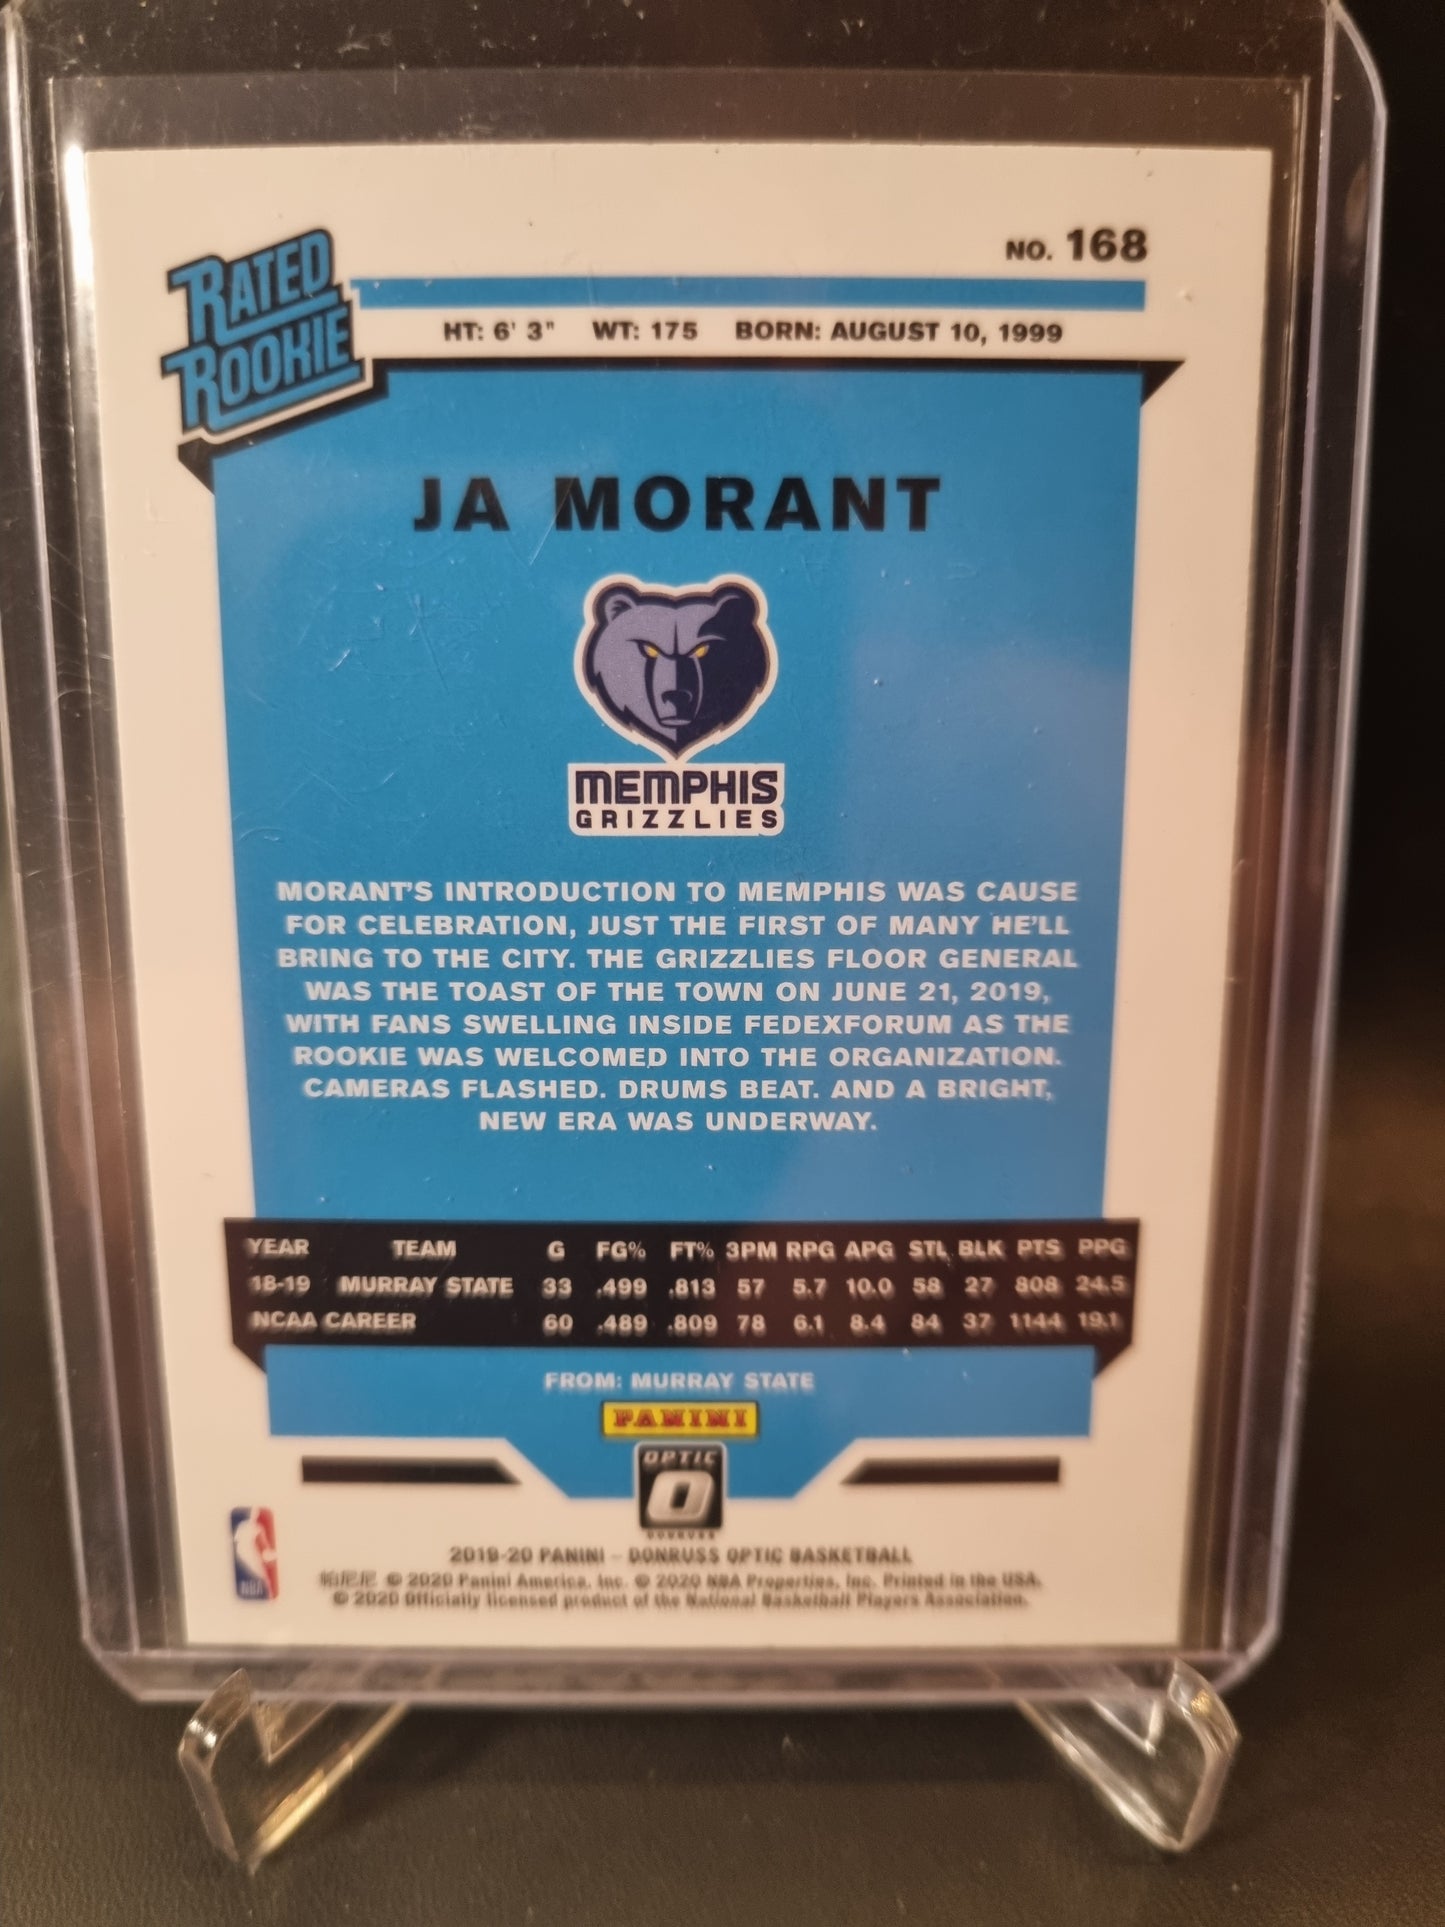 RATED
ROOKIE
NO. 168
HT: 6' 3" WT: 175 BORN: AUGUST 10, 1999
JA MORANT
MEMPHIS
GRIZZLIES
MORANT'S INTRODUCTION TO MEMPHIS WAS CAUSE
FOR CELEBRATION, JUST THE FIRST OF MANY HE'LL
BRING TO THE CITY. THE GRIZZLIES FLOOR GENERAL
WAS THE TOAST OF THE TOWN ON JUNE 21, 2019,
WITH FANS SWELLING INSIDE FEDEXFORUM AS THE
ROOKIE WAS WELCOMED INTO THE ORGANIZATION.
CAMERAS FLASHED. DRUMS BEAT. AND A BRIGHT,
NEW ERA WAS UNDERWAY.
YEAR TEAM G FG% FT% 3PM RPG APG STL BLK PTS PPG
18-19 MURRAY STATE 33 .499 .813 57 5.7 10.0 58 27 808 24.5
NCAA CAREER 60 .489 .809 78 6.1 8.4 84 37 1144 19.1
FROM: MURRAY STATE
PANINI
OPTIC
DONRUSS
NBA
2019-20 PANINI – DONRUSS OPTIC BASKETBALL
帕尼尼 © 2020 Panini America, Inc. © 2020 NBA Properties, Inc. Printed in the USA.
© 2020 Officially licensed product of the National Basketball Players Association.